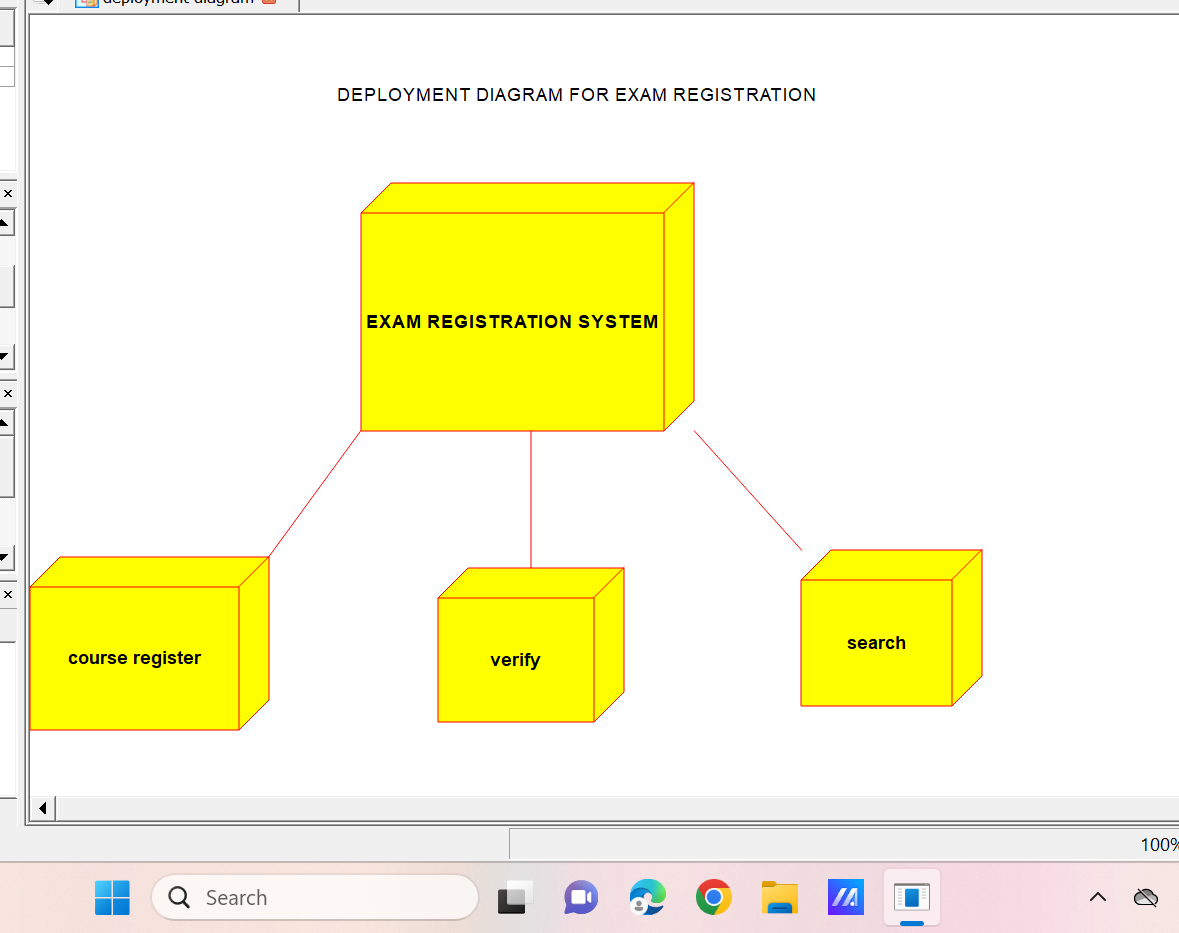 deployment diagram
DEPLOYMENT DIAGRAM FOR EXAM REGISTRATION
EXAM REGISTRATION SYSTEM
course register
verify
search
100%
Search